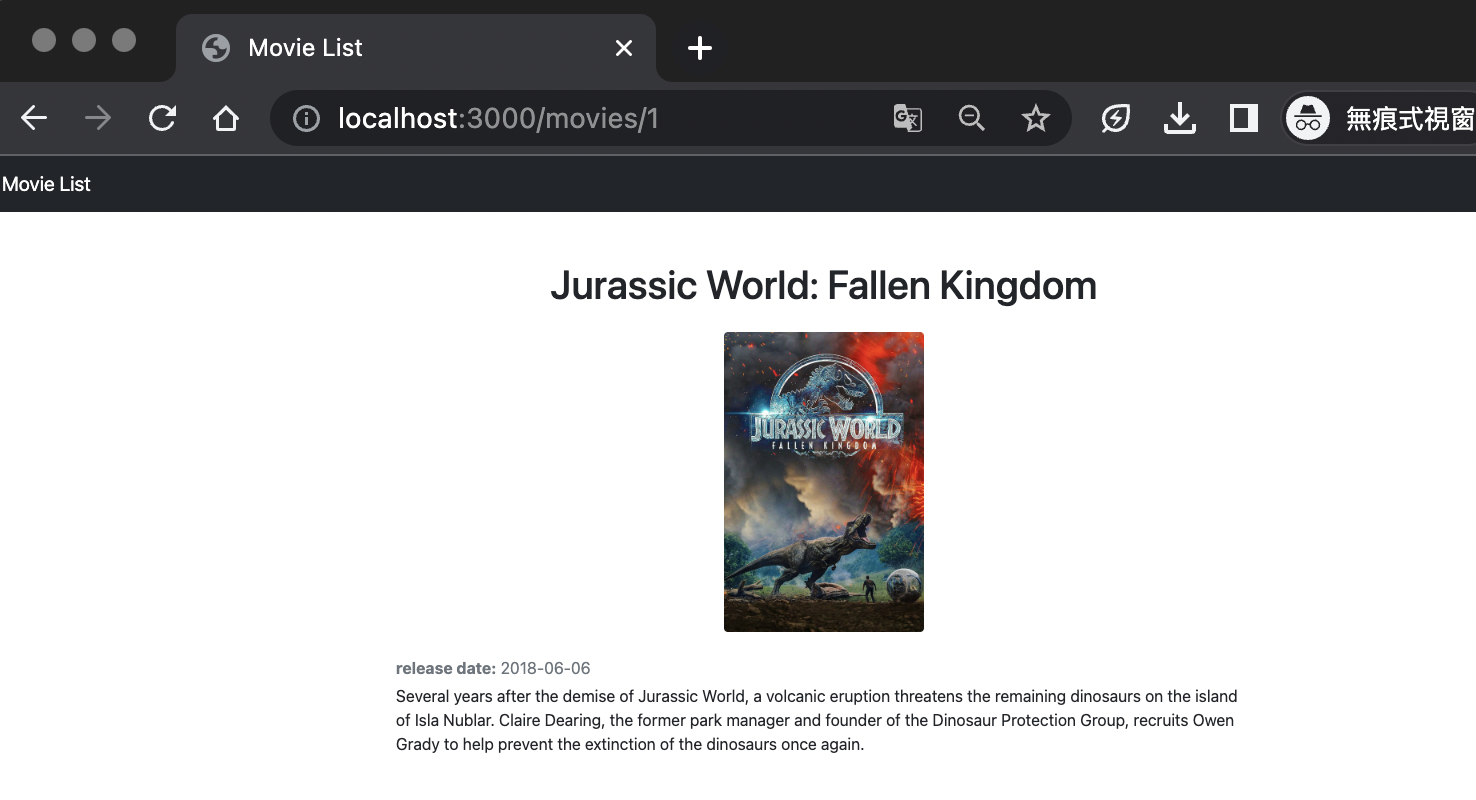 Movie List
localhost:3000/movies/1
無痕式視窗
Movie List
Jurassic World: Fallen Kingdom
JURASSIC WORLD
FALLEN KINGDOM
release date: 2018-06-06
Several years after the demise of Jurassic World, a volcanic eruption threatens the remaining dinosaurs on the island
of Isla Nublar. Claire Dearing, the former park manager and founder of the Dinosaur Protection Group, recruits Owen
Grady to help prevent the extinction of the dinosaurs once again.